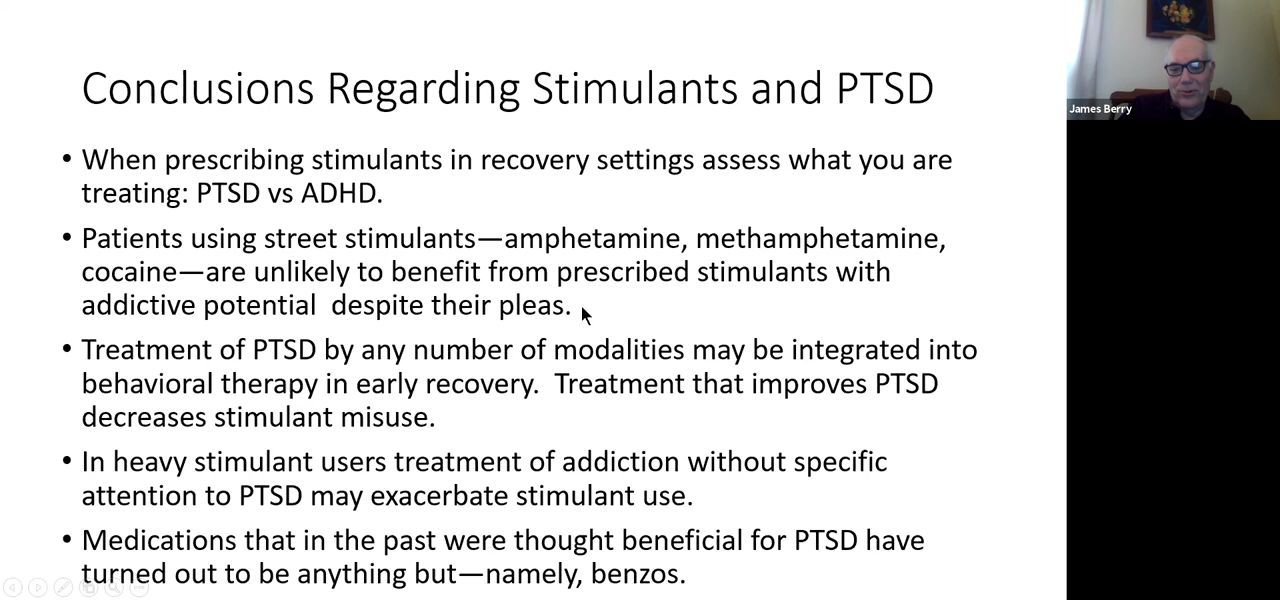 Conclusions Regarding Stimulants and PTSD
James Berry
• When prescribing stimulants in recovery settings assess what you are
treating: PTSD vs ADHD.
• Patients using street stimulants—amphetamine, methamphetamine,
cocaine—are unlikely to benefit from prescribed stimulants with
addictive potential  despite their pleas.
• Treatment of PTSD by any number of modalities may be integrated into
behavioral therapy in early recovery.  Treatment that improves PTSD
decreases stimulant misuse.
• In heavy stimulant users treatment of addiction without specific
attention to PTSD may exacerbate stimulant use.
• Medications that in the past were thought beneficial for PTSD have
turned out to be anything but—namely, benzos.